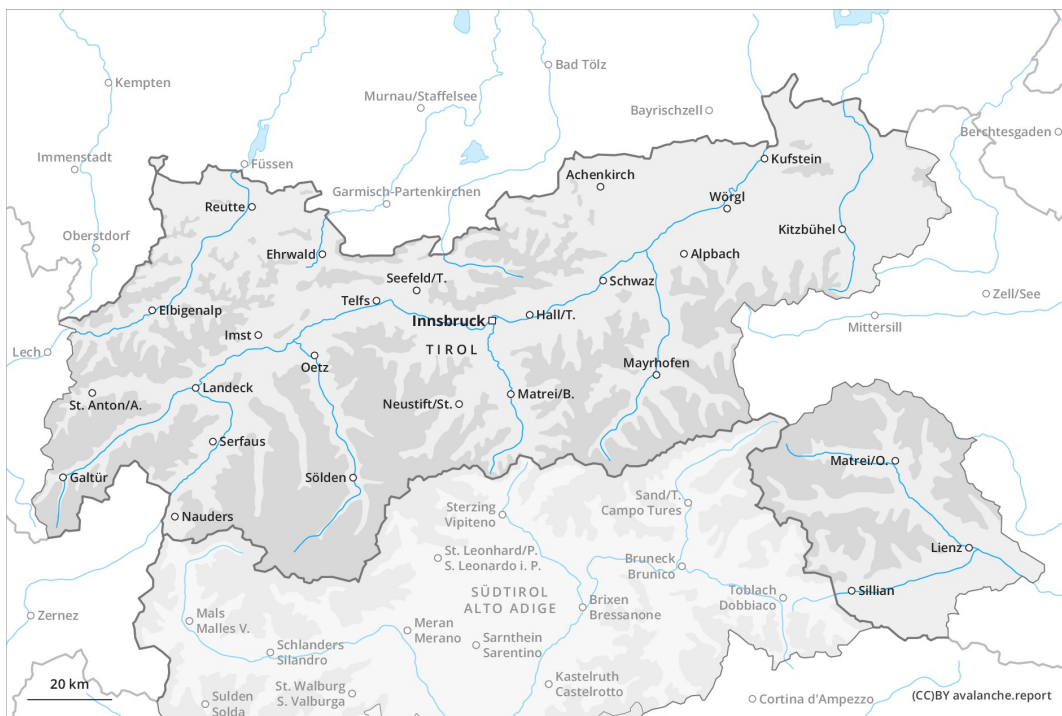 Kempten
Bad Tölz
Murnau/Staffelsee
Bayrischzell
Berchtesgaden
Immenstadt
Füssen
Kufstein
Achenkirch
Garmisch-Partenkirchen
Reutte
Wörgl
Oberstdorf
Kitzbühel
Ehrwald
Alpbach
Seefeld/T.
Schwaz
Zell/See
Telfs
Elbigenalp
Innsbruck
Hall/T.
Mittersill
Imst
TIROL
Lech
Oetz
Mayrhofen
Landeck
St. Anton/A.
Neustift/St.
Matrei/B.
Serfaus
Matrei/O.
Galtür
Sölden
Sand/T.
Campo Tures
Sterzing
Vipiteno
Nauders
Lienz
St. Leonhard/P.
S. Leonardo i. P.
Bruneck
Brunico
SÜDTIROL
ALTO ADIGE
Toblach
Dobbiaco
Sillian
Zernez
Mals
Malles V.
Brixen
Bressanone
Meran
Merano
Sarnthein
Sarentino
Schlanders
Silandro
20 km
St. Walburg
S. Valburga
Kastelruth
Castelrotto
Sulden
Solda
Cortina d'Ampezzo
(CC)BY avalanche.report